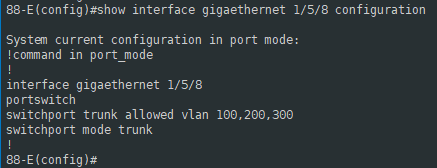 88-E(config)#show interface gigaethernet 1/5/8 configuration
System current configuration in port mode:
!command in port_mode
!
interface gigaethernet 1/5/8
portswitch
switchport trunk allowed vlan 100,200,300
switchport mode trunk
!
88-E(config)#